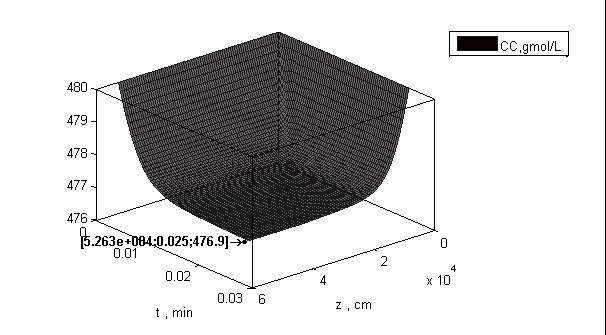 CC,gmol/L
480
479
478
477
476
0
0.01
0.02
0.03
t , min
6
4
2
0
x 10^4
z , cm
[5.263e+004;0.025;476.9]→